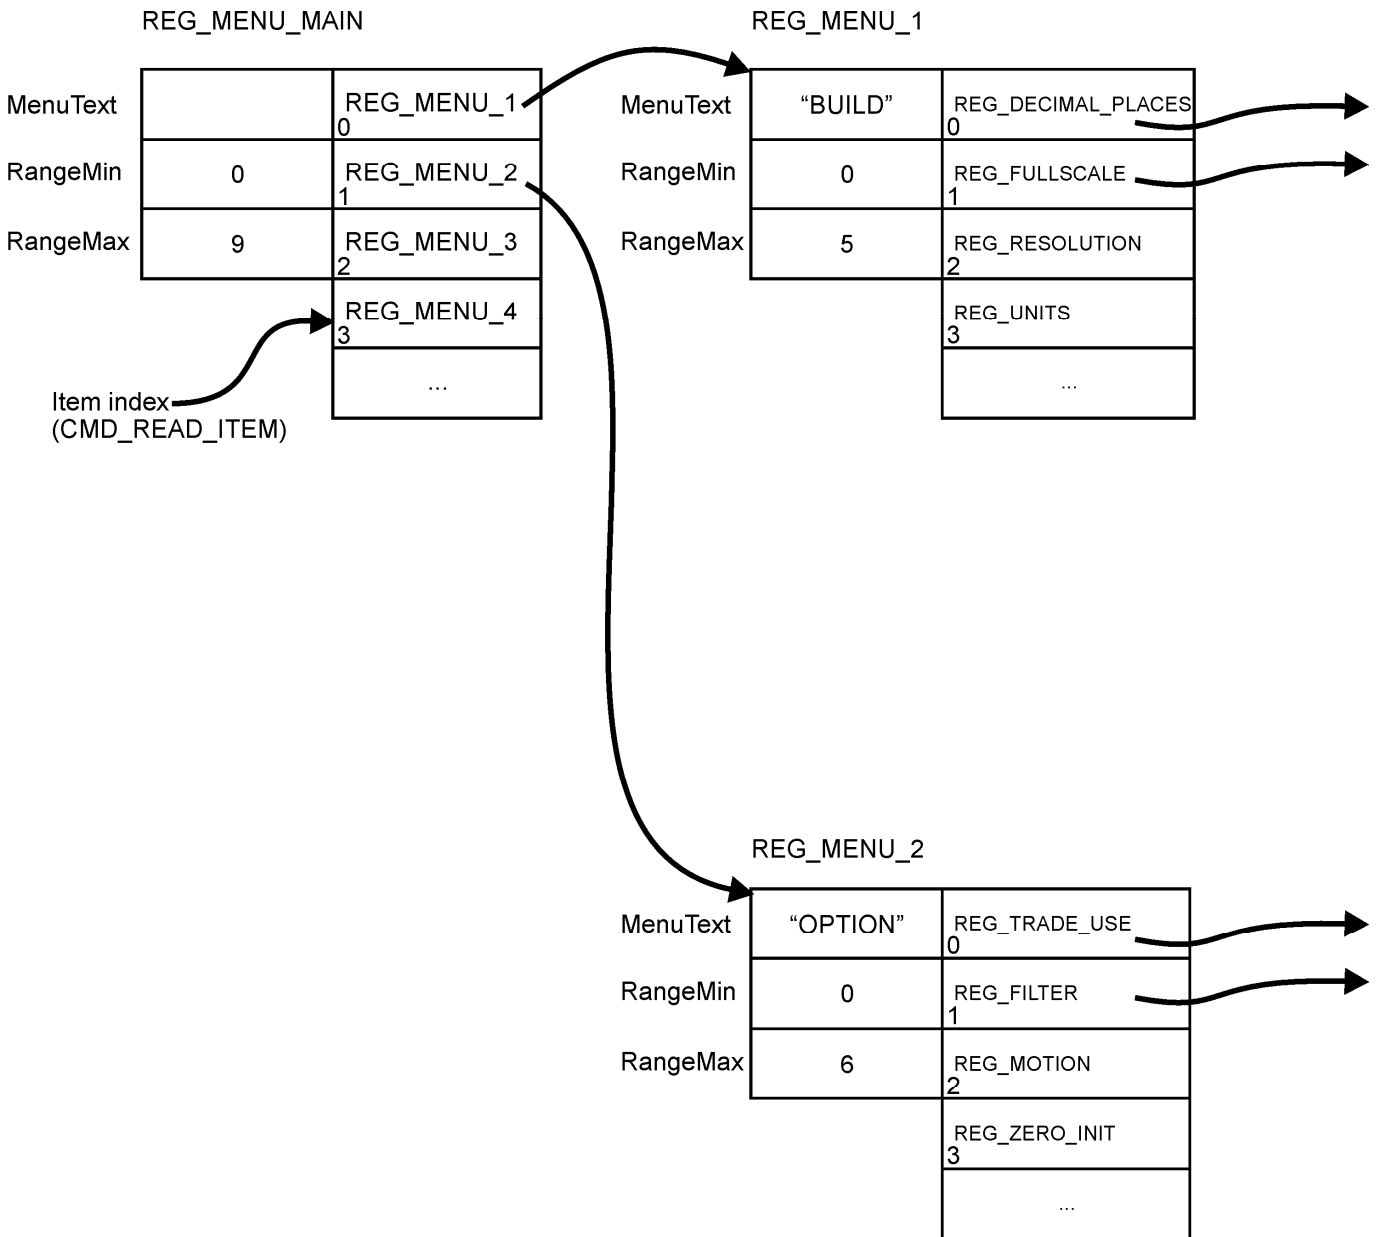 REG_MENU_MAIN
MenuText
REG_MENU_1
0
RangeMin
0
REG_MENU_2
1
RangeMax
9
REG_MENU_3
2
REG_MENU_4
3
...
Item index
(CMD_READ_ITEM)
REG_MENU_1
MenuText
“BUILD”
REG_DECIMAL_PLACES
0
RangeMin
0
REG_FULLSCALE
1
RangeMax
5
REG_RESOLUTION
2
REG_UNITS
3
...
REG_MENU_2
MenuText
“OPTION”
REG_TRADE_USE
0
RangeMin
0
REG_FILTER
1
RangeMax
6
REG_MOTION
2
REG_ZERO_INIT
3
...